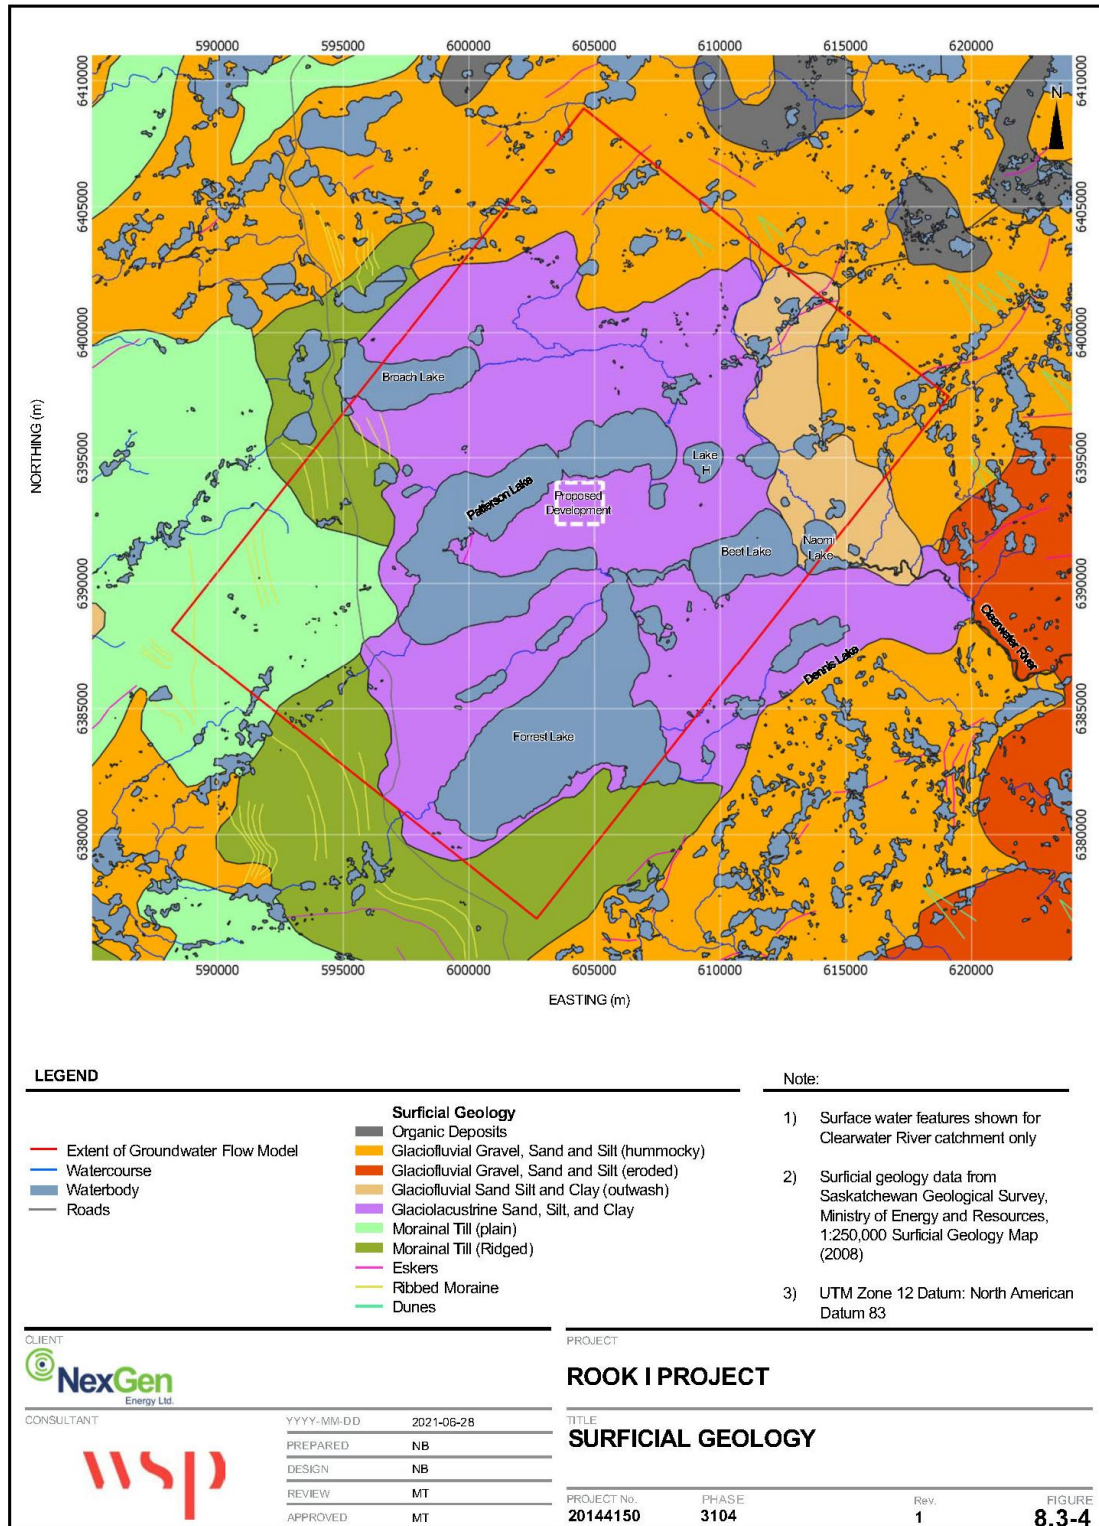 590000 595000 600000 605000 610000 615000 620000
6410000 6410000
N
6405000 6405000
6400000 6400000
Broach Lake
NORTHING (m)
6395000 6395000
Lake
H
Patterson Lake
Proposed
Development
Beet Lake
Naomi
Lake
6390000 6390000
Clearwater River
Dennis Lake
6385000 6385000
Forrest Lake
6380000 6380000
590000 595000 600000 605000 610000 615000 620000
EASTING (m)
LEGEND
Extent of Groundwater Flow Model
Watercourse
Waterbody
Roads
Surficial Geology
Organic Deposits
Glaciofluvial Gravel, Sand and Silt (hummocky)
Glaciofluvial Gravel, Sand and Silt (eroded)
Glaciofluvial Sand Silt and Clay (outwash)
Glaciolacustrine Sand, Silt, and Clay
Morainal Till (plain)
Morainal Till (Ridged)
Eskers
Ribbed Moraine
Dunes
Note:
1) Surface water features shown for
Clearwater River catchment only
2) Surficial geology data from
Saskatchewan Geological Survey,
Ministry of Energy and Resources,
1:250,000 Surficial Geology Map
(2008)
3) UTM Zone 12 Datum: North American
Datum 83
CLIENT
NexGen
Energy Ltd.
CONSULTANT
wsp
YYYY-MM-DD 2021-06-28
PREPARED NB
DESIGN NB
REVIEW MT
APPROVED MT
PROJECT
ROOK I PROJECT
TITLE
SURFICIAL GEOLOGY
PROJECT No. PHASE Rev. FIGURE
20144150 3104 1 8.3-4